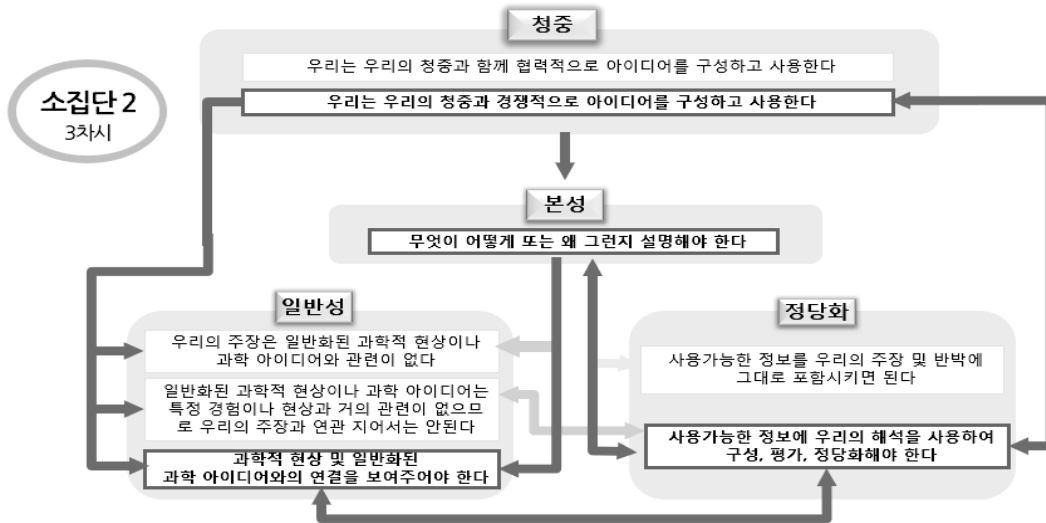 청중
우리는 우리의 청중과 함께 협력적으로 아이디어를 구성하고 사용한다
우리는 우리의 청중과 경쟁적으로 아이디어를 구성하고 사용한다
소집단 2
3차시
본성
무엇이 어떻게 또는 왜 그런지 설명해야 한다
일반성
우리의 주장은 일반화된 과학적 현상이나
과학 아이디어와 관련이 없다
일반화된 과학적 현상이나 과학 아이디어는
특정 경험이나 현상과 거의 관련이 없으므
로 우리의 주장과 연관 지어서는 안된다
과학적 현상 및 일반화된
과학 아이디어와의 연결을 보여주어야 한다
정당화
사용가능한 정보를 우리의 주장 및 반박에
그대로 포함시키면 된다
사용가능한 정보에 우리의 해석을 사용하여
구성, 평가, 정당화해야 한다